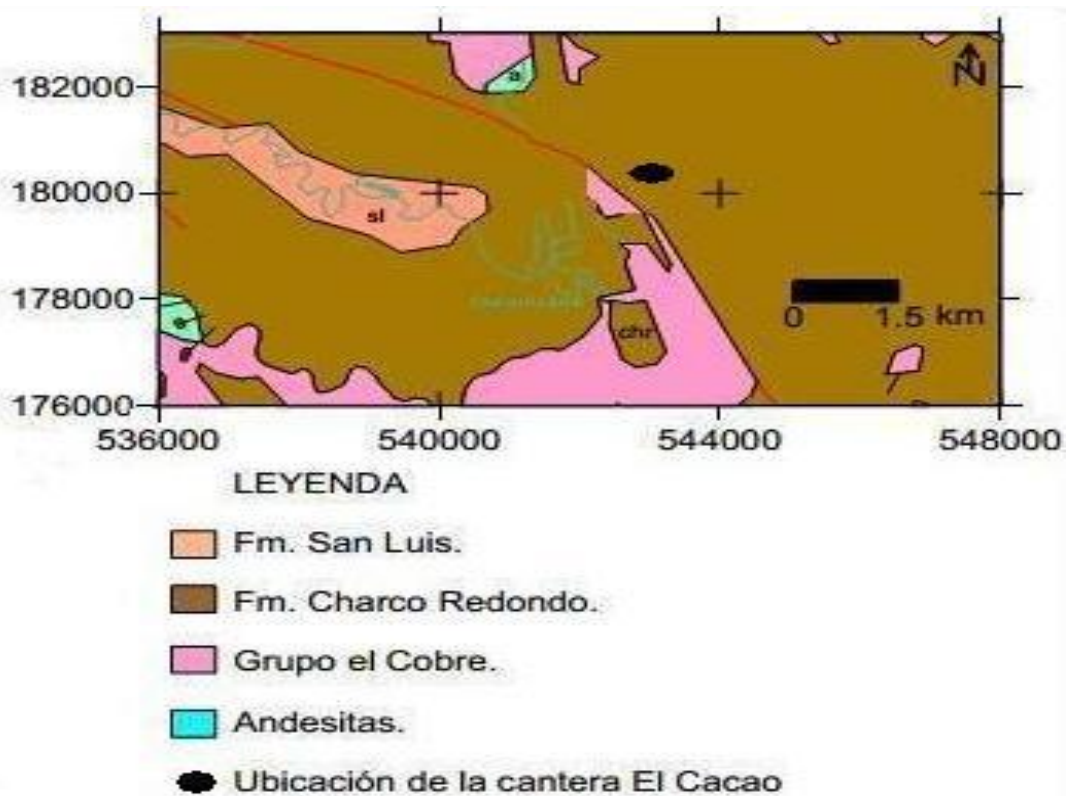 182000
a
N
180000
sl
178000
chr
0 1.5 km
176000
536000 540000 544000 548000
LEYENDA
Fm. San Luis.
Fm. Charco Redondo.
Grupo el Cobre.
Andesitas.
Ubicación de la cantera El Cacao